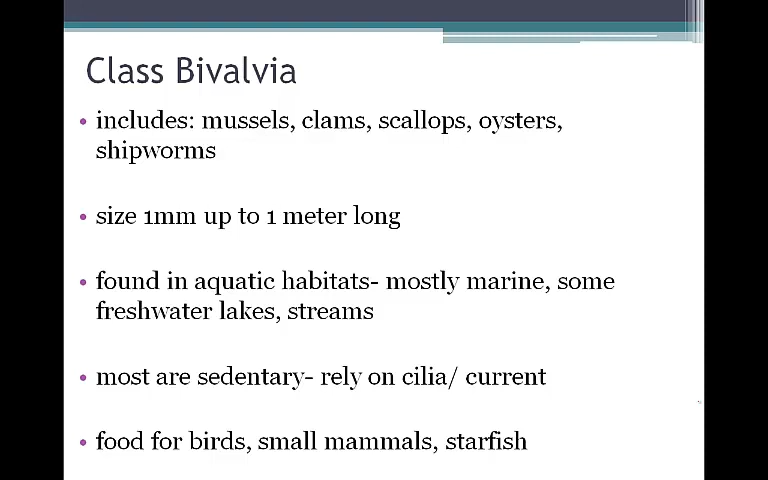 Class Bivalvia
• includes: mussels, clams, scallops, oysters,
shipworms
• size 1mm up to 1 meter long
• found in aquatic habitats- mostly marine, some
freshwater lakes, streams
• most are sedentary- rely on cilia/ current
• food for birds, small mammals, starfish